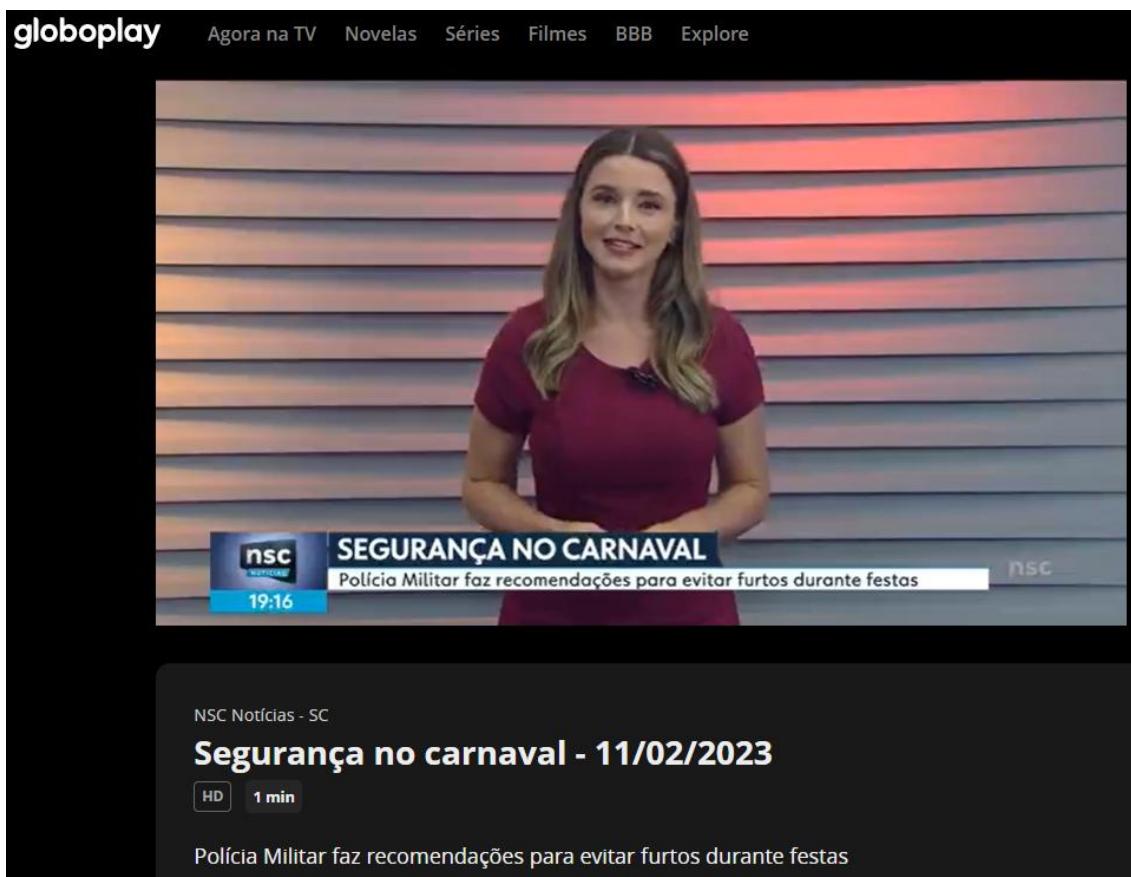 globoplay Agora na TV Novelas Séries Filmes BBB Explore
nsc
NOTÍCIAS
19:16
SEGURANÇA NO CARNAVAL
Polícia Militar faz recomendações para evitar furtos durante festas
nsc
NSC Notícias - SC
Segurança no carnaval - 11/02/2023
HD 1 min
Polícia Militar faz recomendações para evitar furtos durante festas